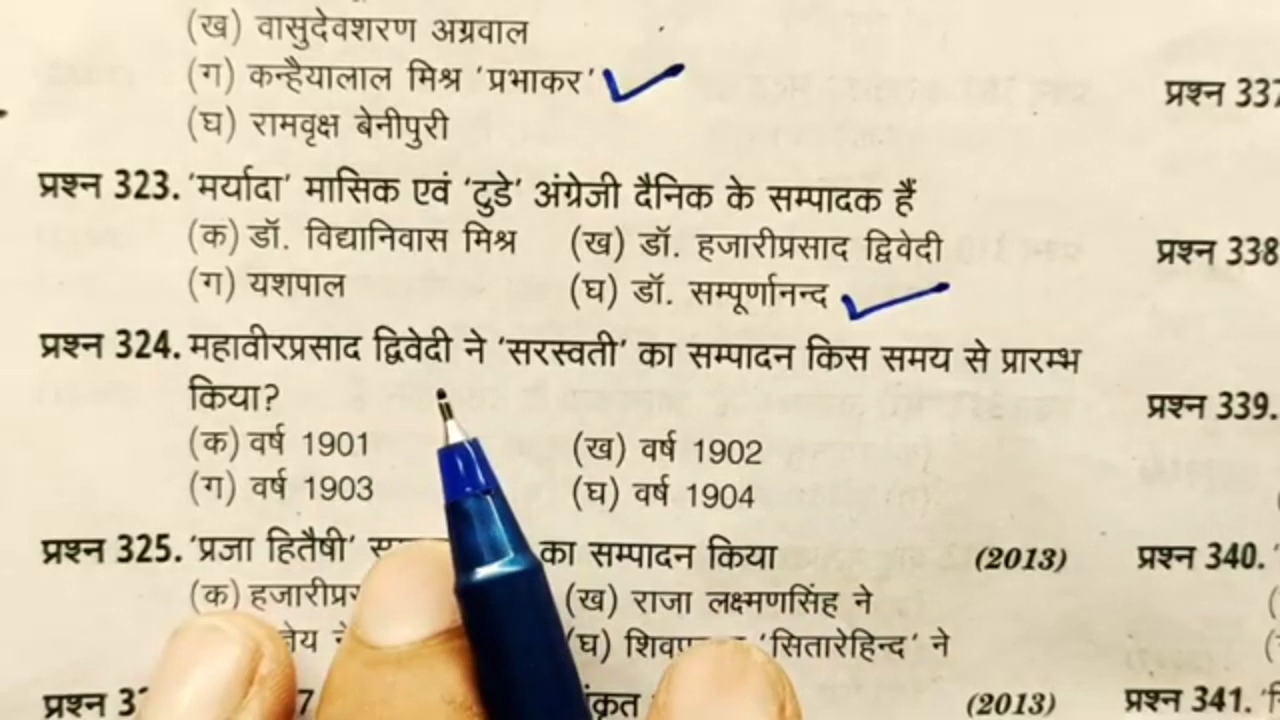 (ख) वासुदेवशरण अग्रवाल
(ग) कन्हैयालाल मिश्र 'प्रभाकर'
(घ) रामवृक्ष बेनीपुरी
प्रश्न 323. 'मर्यादा' मासिक एवं 'टुडे' अंग्रेजी दैनिक के सम्पादक हैं
(क) डॉ. विद्यानिवास मिश्र (ख) डॉ. हजारीप्रसाद द्विवेदी
(ग) यशपाल (घ) डॉ. सम्पूर्णानन्द
प्रश्न 324. महावीरप्रसाद द्विवेदी ने 'सरस्वती' का सम्पादन किस समय से प्रारम्भ
किया?
(क) वर्ष 1901 (ख) वर्ष 1902
(ग) वर्ष 1903 (घ) वर्ष 1904
प्रश्न 325. 'प्रजा हितैषी' का सम्पादन किया (2013)
(क) (ख) राजा लक्ष्मणसिंह ने
(घ) 'सितारेहिन्द' ने
(2013)
प्रश्न 337
प्रश्न 338
प्रश्न 339.
प्रश्न 340.
प्रश्न 341.